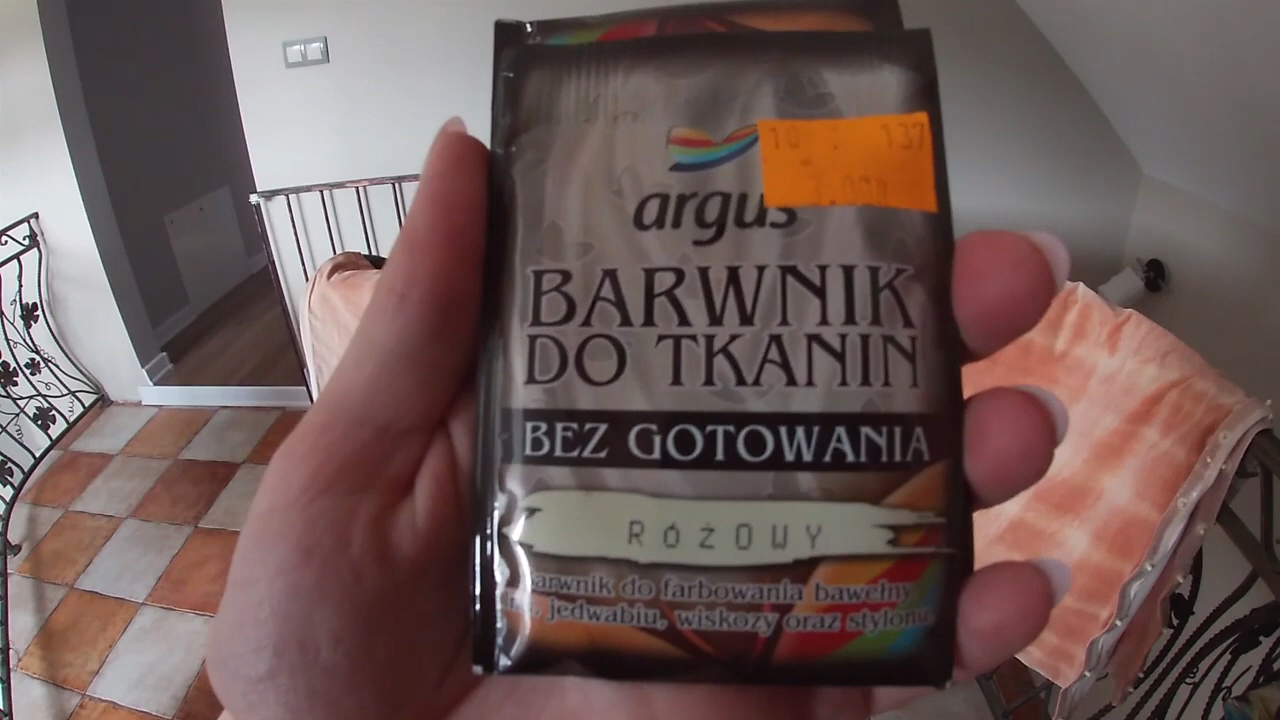 argus
BARWNIK
DO TKANIN
BEZ GOTOWANIA
RÓŻOWY
barwnik do farbowania bawełny,
jedwabiu, wiskozy oraz stylonu